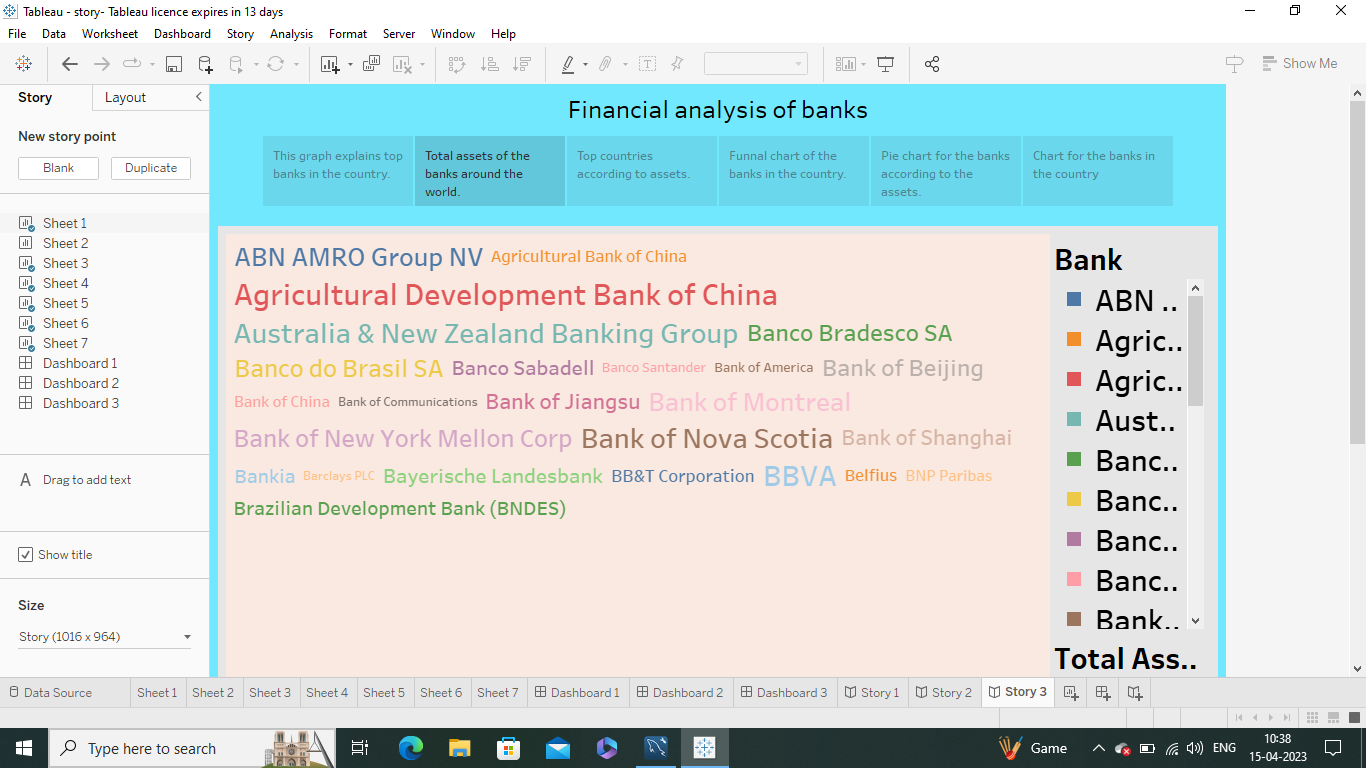 Tableau - story- Tableau licence expires in 13 days
File Data Worksheet Dashboard Story Analysis Format Server Window Help
Show Me
Story Layout
New story point
Blank Duplicate
Sheet 1
Sheet 2
Sheet 3
Sheet 4
Sheet 5
Sheet 6
Sheet 7
Dashboard 1
Dashboard 2
Dashboard 3
A Drag to add text
Show title
Size
Story (1016 x 964)
Financial analysis of banks
This graph explains top
banks in the country.
Total assets of the
banks around the
world.
Top countries
according to assets.
Funnal chart of the
banks in the country.
Pie chart for the banks
according to the
assets.
Chart for the banks in
the country
ABN AMRO Group NV Agricultural Bank of China
Agricultural Development Bank of China
Australia & New Zealand Banking Group Banco Bradesco SA
Banco do Brasil SA Banco Sabadell Banco Santander Bank of America Bank of Beijing
Bank of China Bank of Communications Bank of Jiangsu Bank of Montreal
Bank of New York Mellon Corp Bank of Nova Scotia Bank of Shanghai
Bankia Barclays PLC Bayerische Landesbank BB&T Corporation BBVA Belfius BNP Paribas
Brazilian Development Bank (BNDES)
Bank
ABN ..
Agric..
Agric..
Aust..
Banc..
Banc..
Banc..
Banc..
Bank..
Total Ass..
Data Source Sheet 1 Sheet 2 Sheet 3 Sheet 4 Sheet 5 Sheet 6 Sheet 7 Dashboard 1 Dashboard 2 Dashboard 3 Story 1 Story 2 Story 3
Type here to search
Game
ENG
10:38
15-04-2023